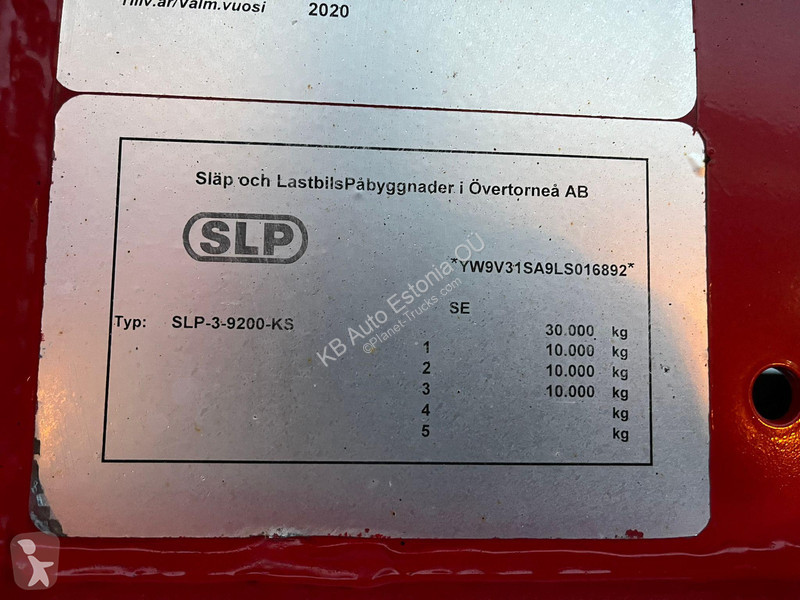 Tillv.år/Valm.vuosi 2020
Släp och LastbilsPåbyggnader i Övertorneå AB
SLP
*YW9V31SA9LS016892*
SE
Typ: SLP-3-9200-KS
30.000 kg
1 10.000 kg
2 10.000 kg
3 10.000 kg
4 kg
5 kg
KB Auto Estonia OÜ
©Planet-Trucks.com